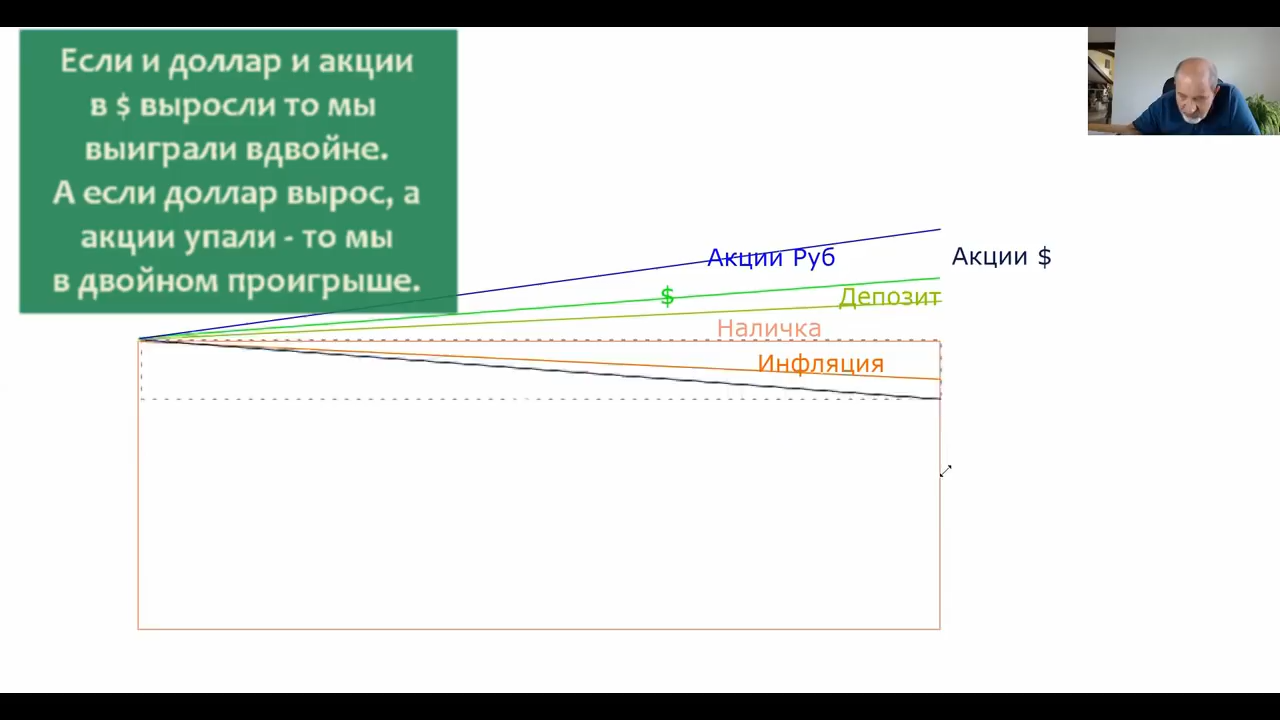 Если и доллар и акции
в $ выросли то мы
выиграли вдвойне.
А если доллар вырос, а
акции упали - то мы
в двойном проигрыше.
Акции Руб
Акции $
$
Депозит
Наличка
Инфляция